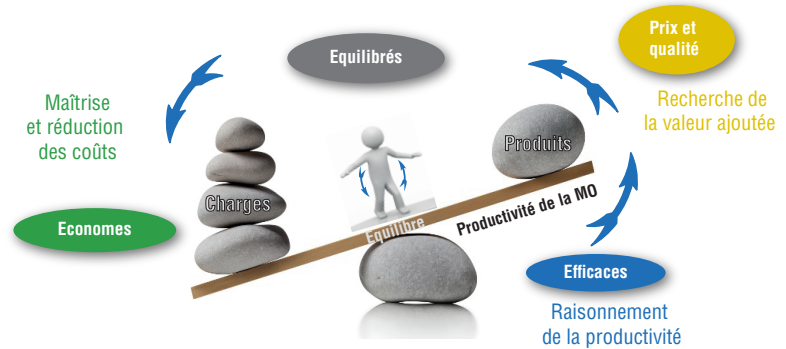 Prix et
qualité
Equilibrés
Maîtrise
et réduction
des coûts
Recherche de
la valeur ajoutée
Produits
Charges
Productivité de la MO
Equilibre
Economes
Efficaces
Raisonnement
de la productivité